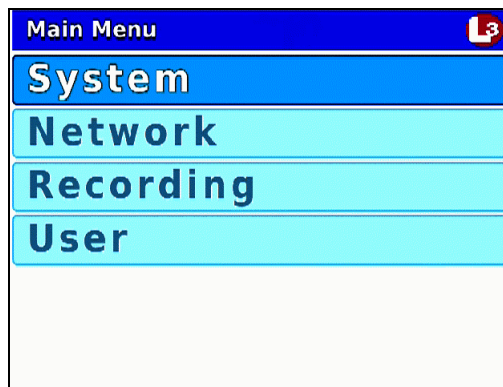 Main Menu
L3
System
Network
Recording
User